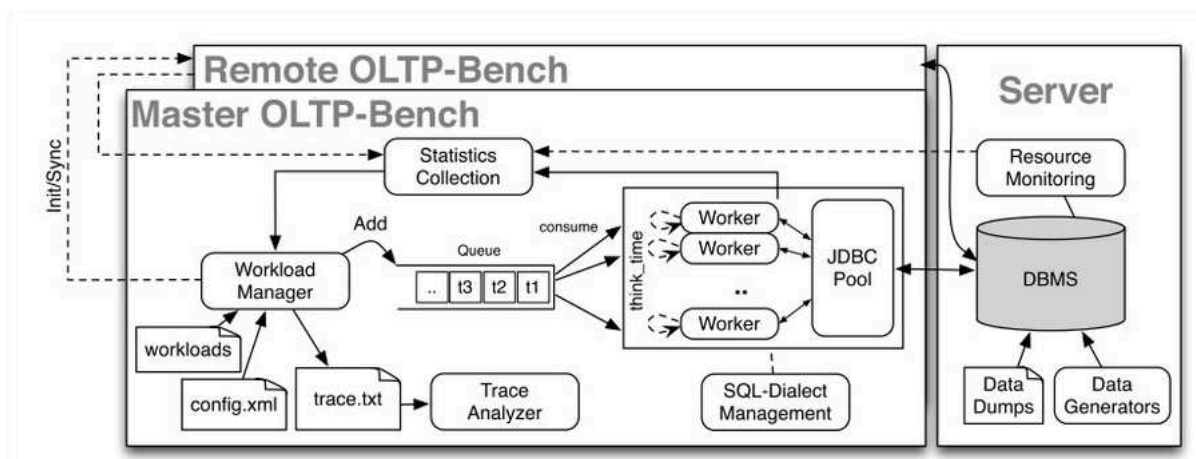 Remote OLTP-Bench
Master OLTP-Bench
Server
Init/Sync
Statistics
Collection
Resource
Monitoring
Add
Queue
consume
.. t3 t2 t1
think_time
Worker
Worker
..
Worker
JDBC
Pool
DBMS
Workload
Manager
workloads
config.xml
trace.txt
Trace
Analyzer
SQL-Dialect
Management
Data
Dumps
Data
Generators